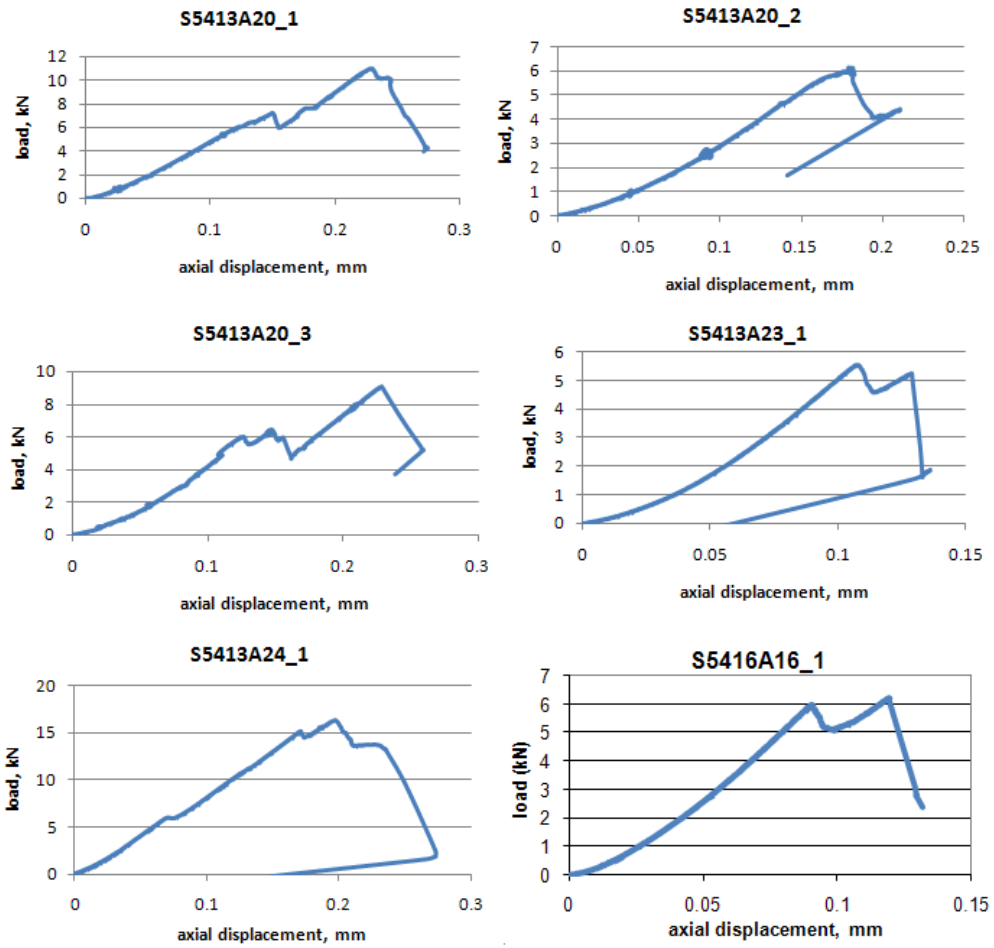 S5413A20_1
load, kN
12
10
8
6
4
2
0
0 0.1 0.2 0.3
axial displacement, mm
S5413A20_2
load, kN
7
6
5
4
3
2
1
0
0 0.05 0.1 0.15 0.2 0.25
axial displacement, mm
S5413A20_3
load, kN
10
8
6
4
2
0
0 0.1 0.2 0.3
axial displacement, mm
S5413A23_1
load, kN
6
5
4
3
2
1
0
0 0.05 0.1 0.15
axial displacement, mm
S5413A24_1
load, kN
20
15
10
5
0
0 0.1 0.2 0.3
axial displacement, mm
S5416A16_1
load (kN)
7
6
5
4
3
2
1
0
0 0.05 0.1 0.15
axial displacement, mm